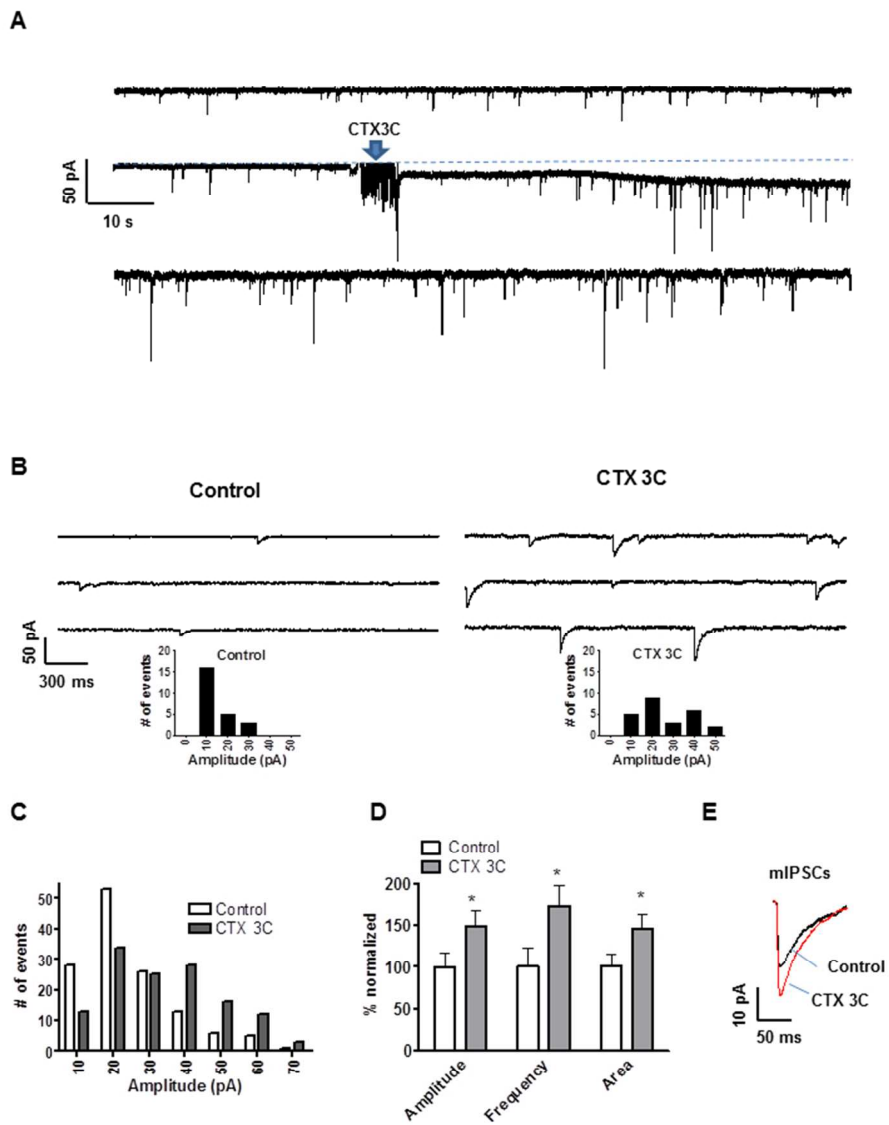 A
CTX3C
50 pA
10 s
B
Control
CTX 3C
50 pA
300 ms
# of events
20
15
10
5
0
Control
0 10 20 30 40 50
Amplitude (pA)
# of events
20
15
10
5
0
CTX 3C
0 10 20 30 40 50
Amplitude (pA)
C
# of events
50
40
30
20
10
0
Control
CTX 3C
10 20 30 40 50 60 70
Amplitude (pA)
D
Control
CTX 3C
% normalized
200
150
100
50
0
* * *
Amplitude
Frequency
Area
E
mIPSCs
Control
CTX 3C
10 pA
50 ms